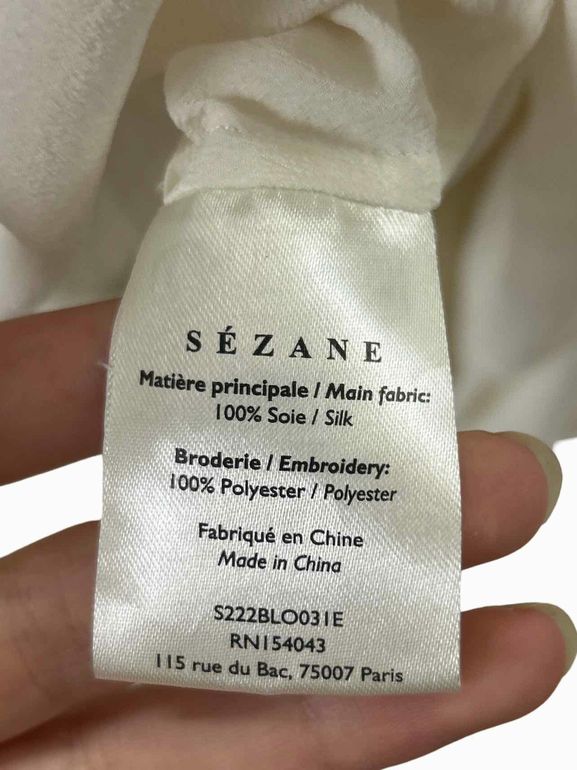 SÉZANE
Matière principale / Main fabric:
100% Soie / Silk
Broderie / Embroidery:
100% Polyester / Polyester
Fabriqué en Chine
Made in China
S222BLO031E
RN154043
115 rue du Bac, 75007 Paris